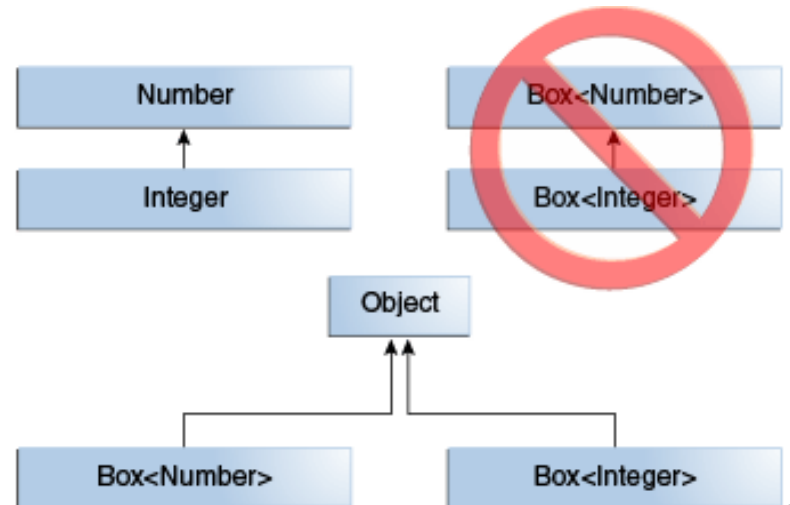 Number
Box<Number>
Integer
Box<Integer>
Object
Box<Number>
Box<Integer>